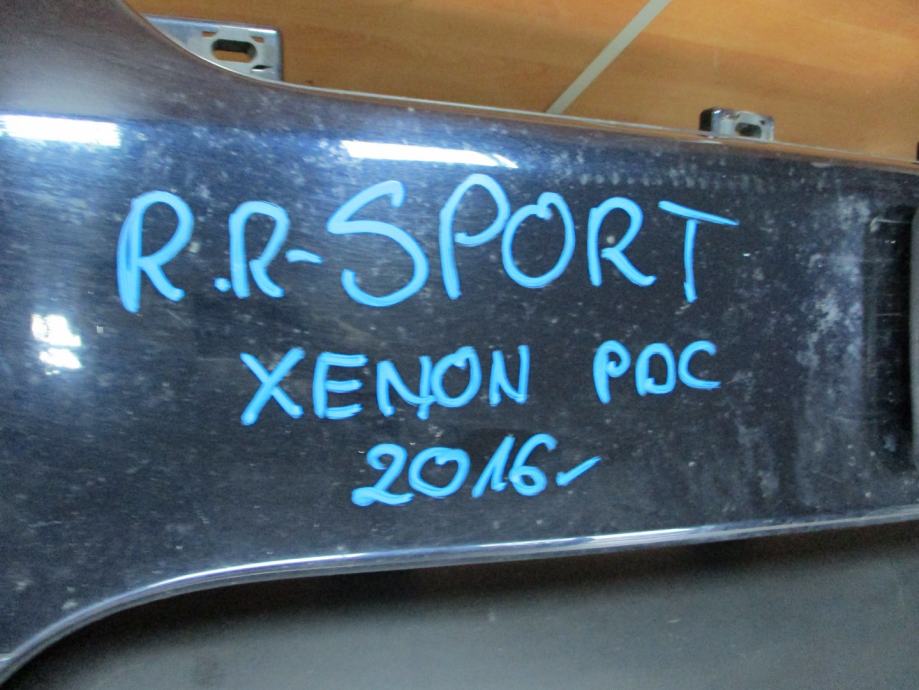 R.R-SPORT
XENON PDC
2016-